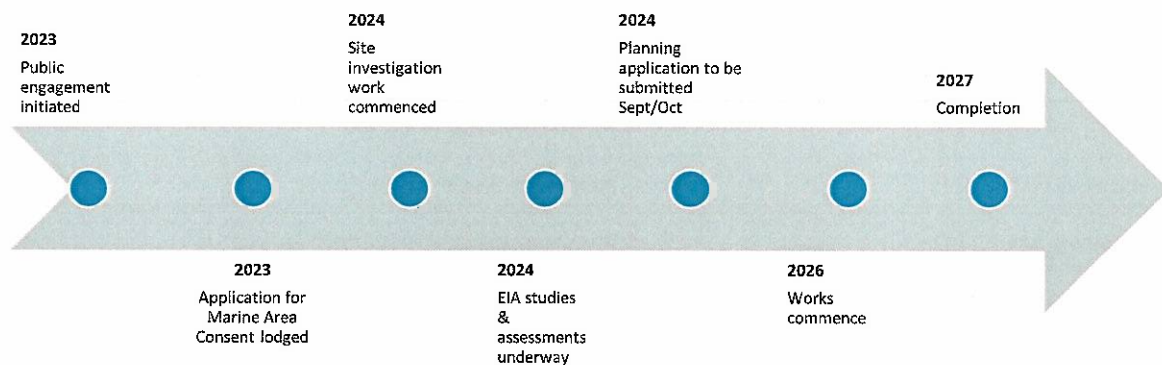 2023
Public
engagement
initiated
2023
Application for
Marine Area
Consent lodged
2024
Site
investigation
work
commenced
2024
EIA studies
&
assessments
underway
2024
Planning
application to be
submitted
Sept/Oct
2026
Works
commence
2027
Completion